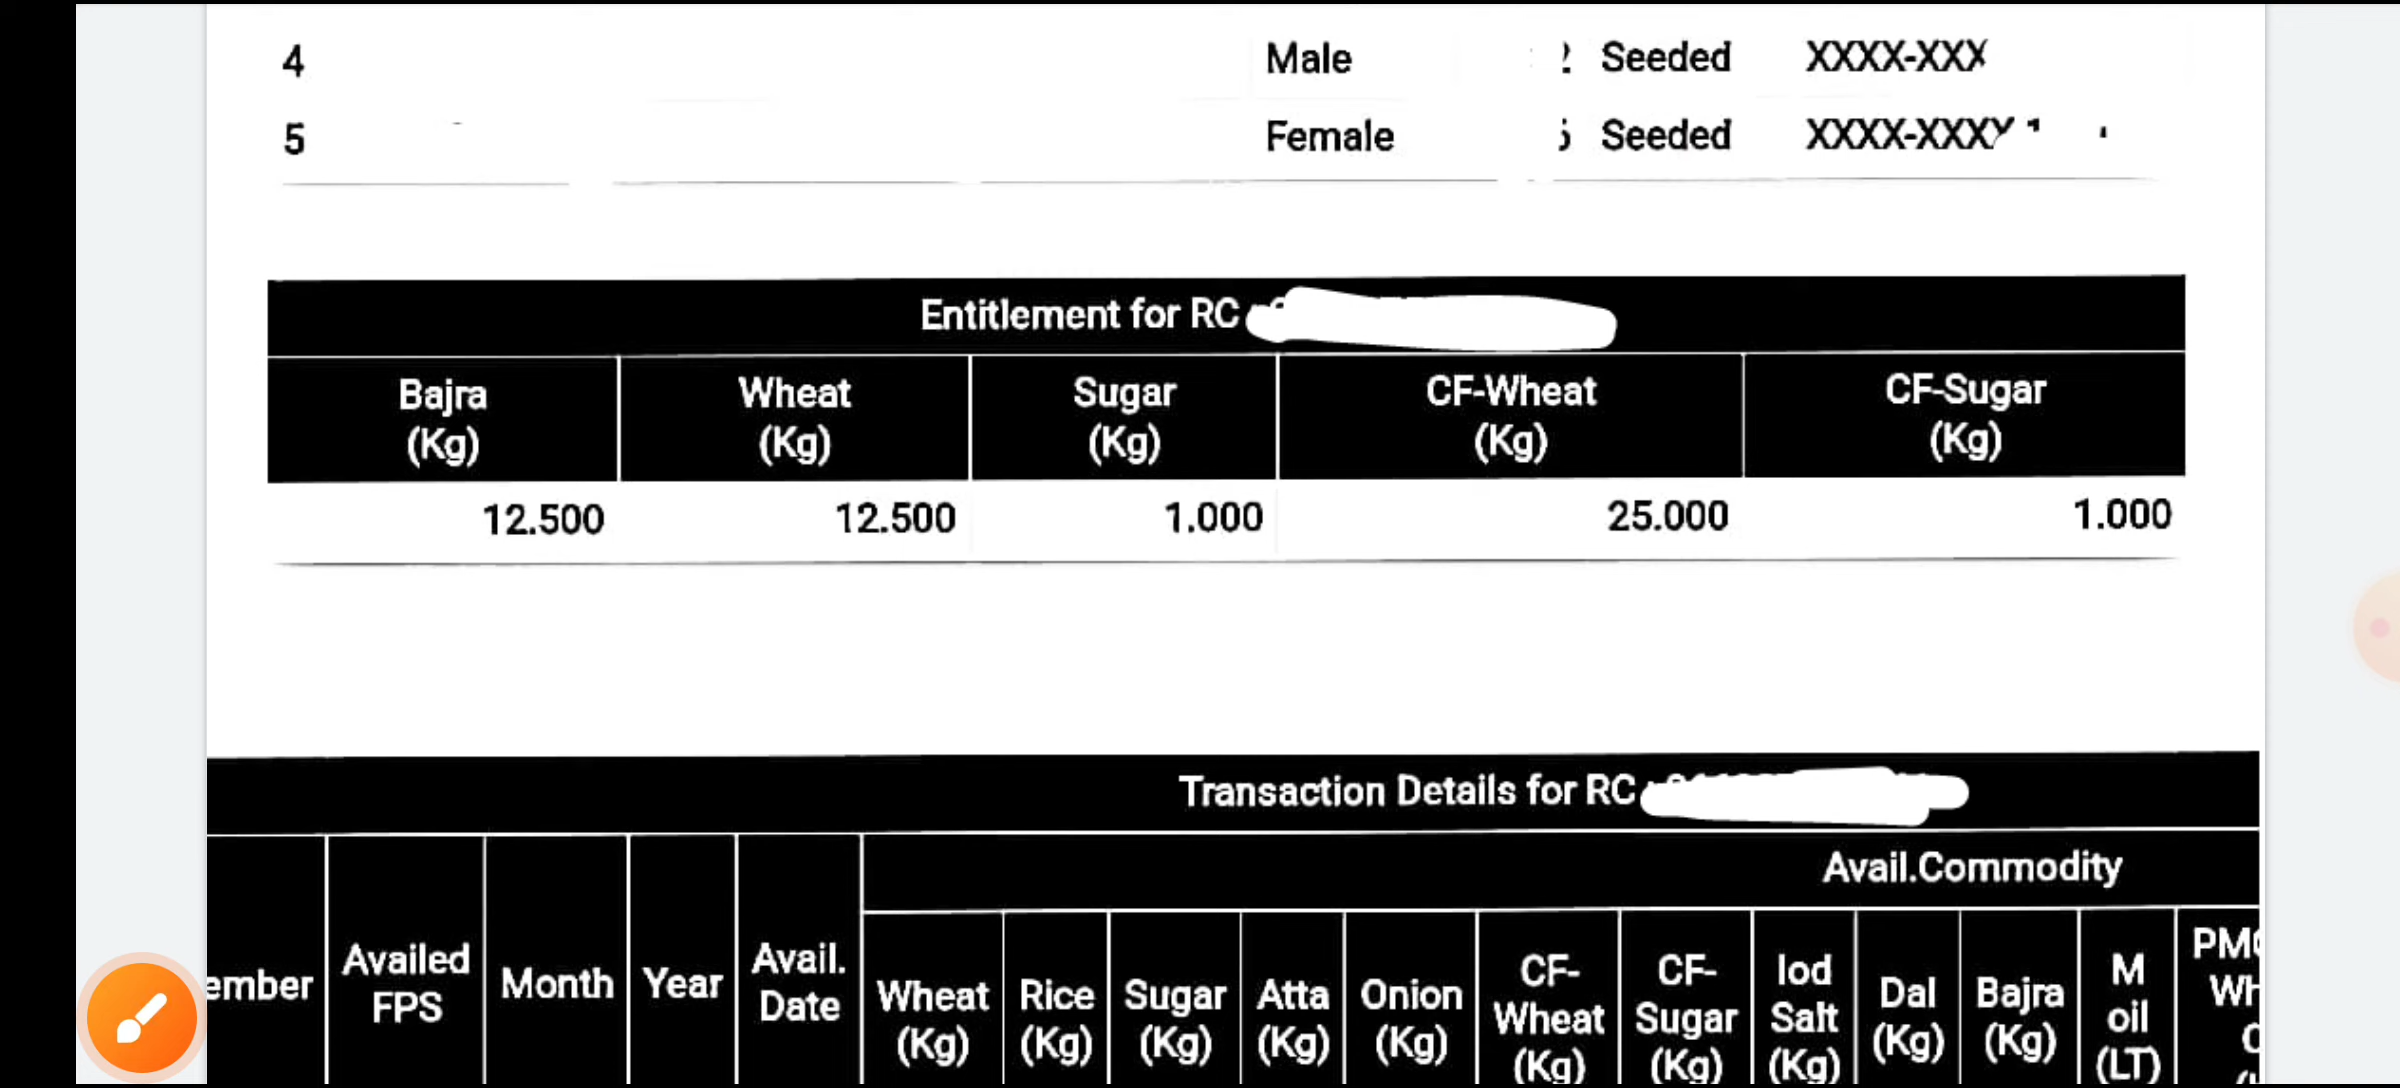 4 Male Seeded XXXX-XXX
5 Female Seeded XXXX-XXX
Entitlement for RC
Bajra (Kg) Wheat (Kg) Sugar (Kg) CF-Wheat (Kg) CF-Sugar (Kg)
12.500 12.500 1.000 25.000 1.000
Transaction Details for RC
Avail.Commodity
ember Availed FPS Month Year Avail. Date Wheat (Kg) Rice (Kg) Sugar (Kg) Atta (Kg) Onion (Kg) CF-Wheat (Kg) CF-Sugar (Kg) Iod Salt (Kg) Dal (Kg) Bajra (Kg) M oil (LT)